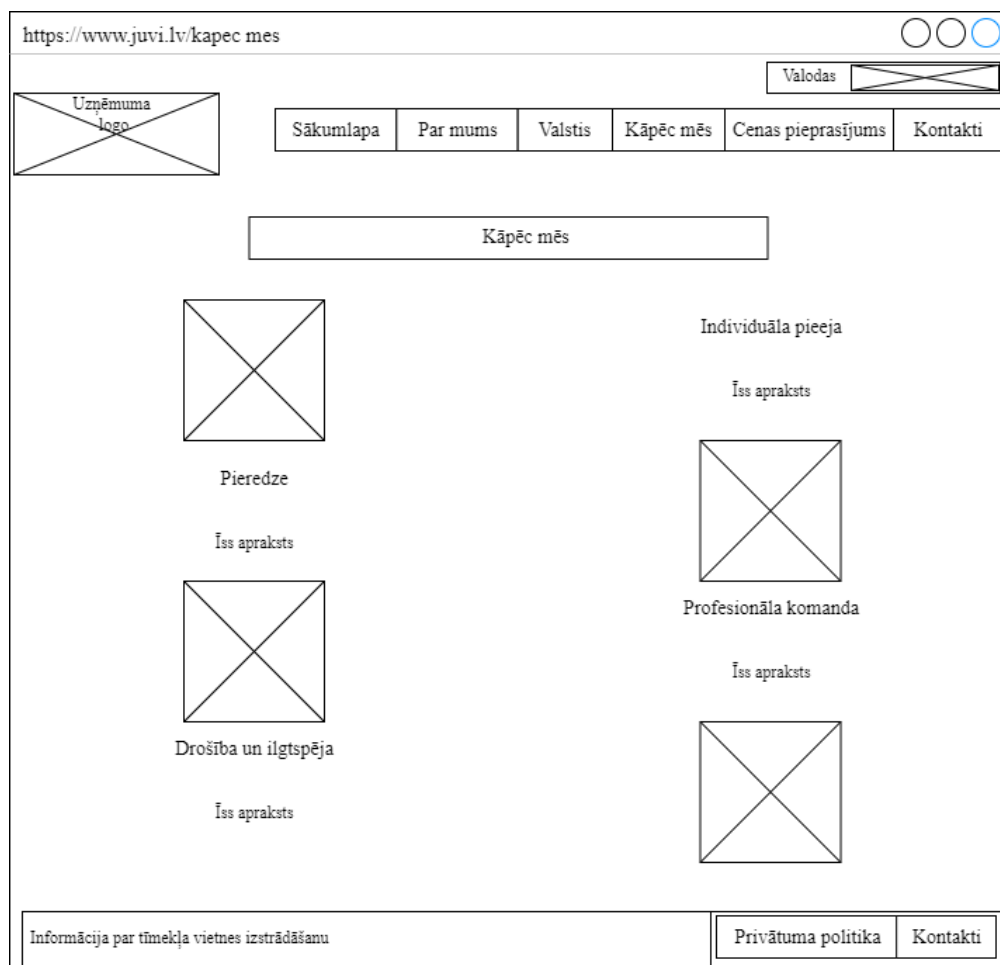 https://www.juvi.lv/kapec mes
Valodas
Uzņēmuma
logo
Sākumlapa
Par mums
Valstis
Kāpēc mēs
Cenas pieprasījums
Kontakti
Kāpēc mēs
Individuāla pieeja
Īss apraksts
Pieredze
Īss apraksts
Profesionāla komanda
Īss apraksts
Drošība un ilgtspēja
Īss apraksts
Informācija par tīmekļa vietnes izstrādāšanu
Privātuma politika
Kontakti